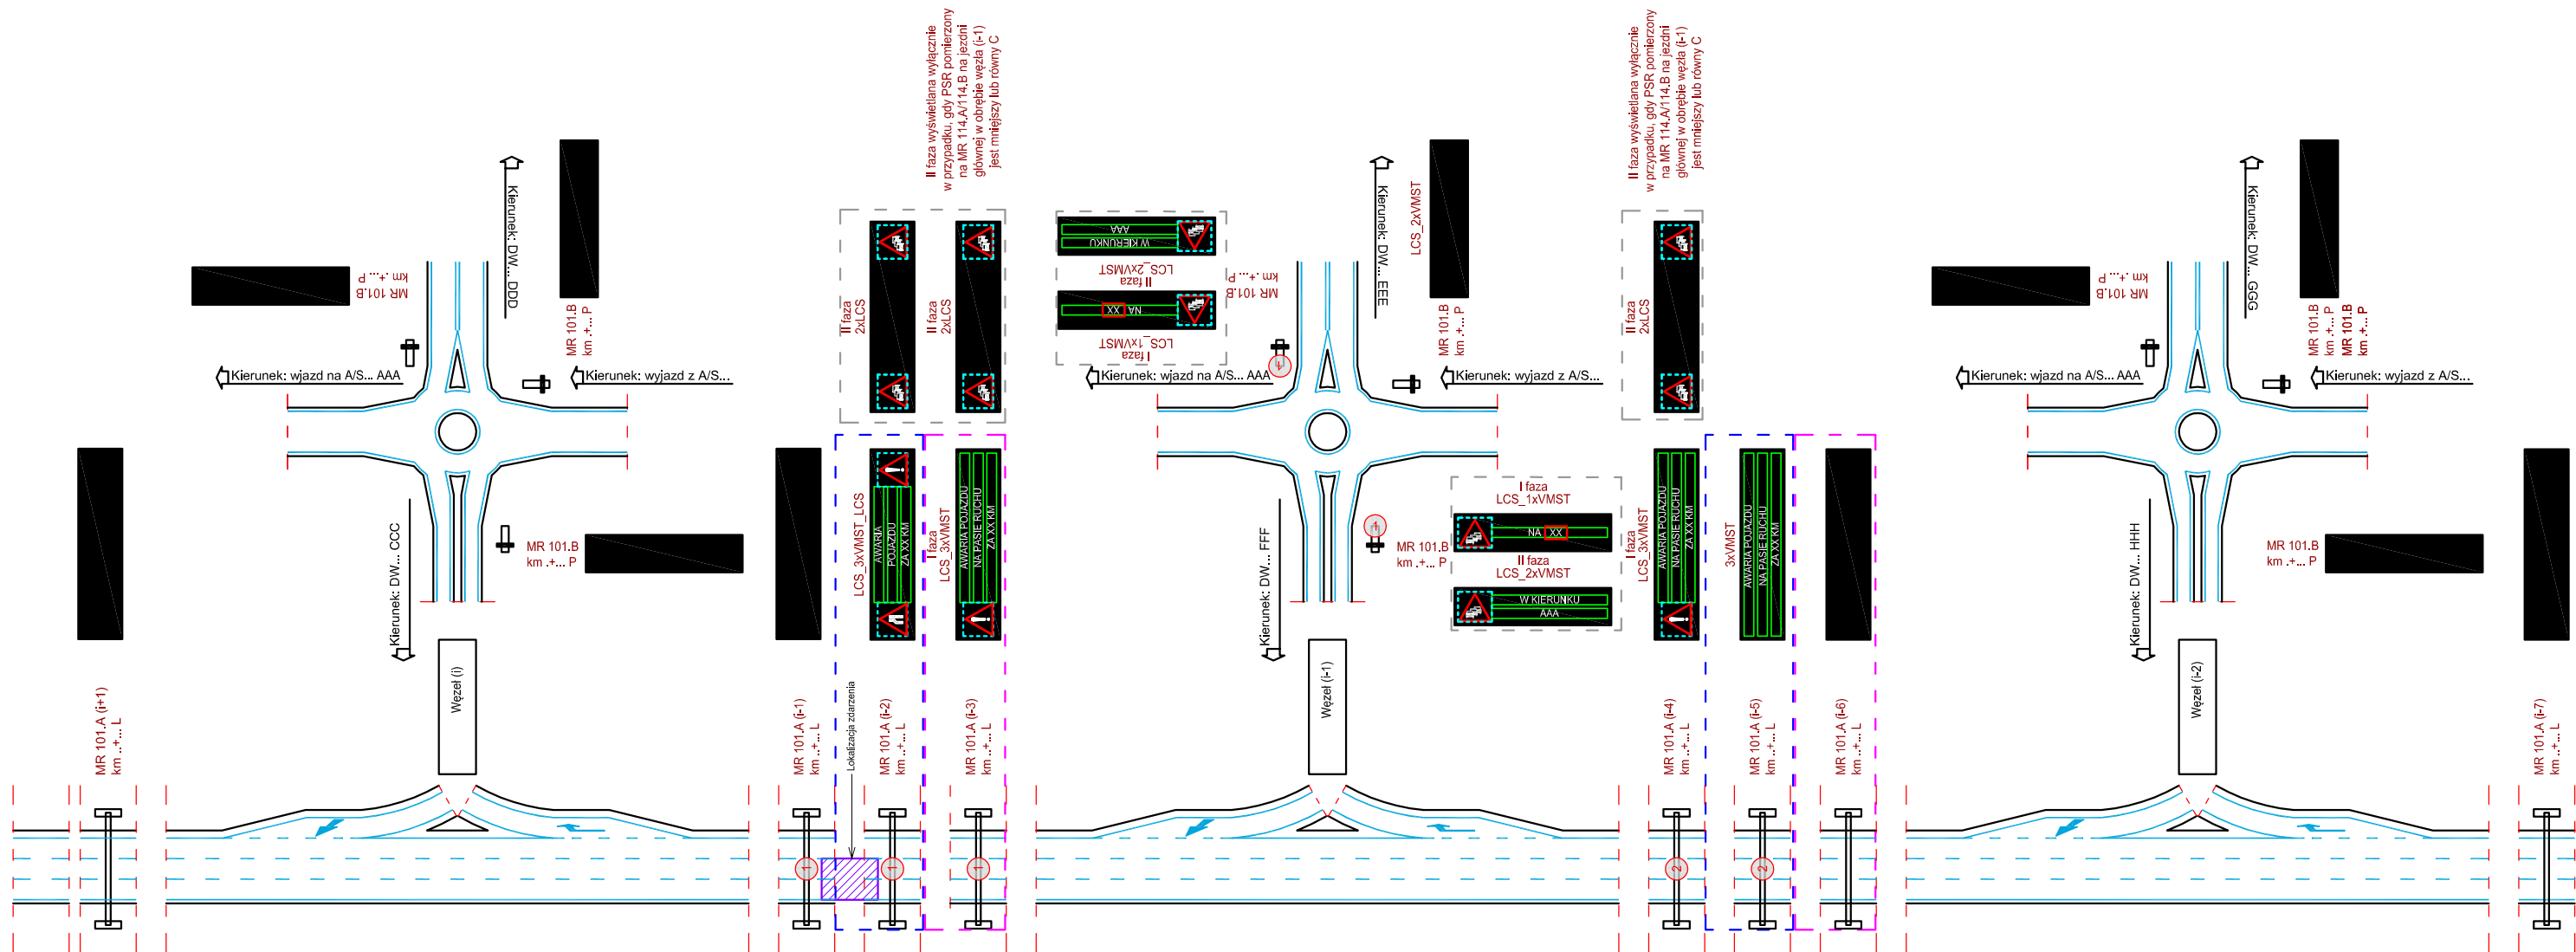 II faza wyświetlana wyłącznie
w przypadku, gdy PSR pomierzony
na MR 114.A/114.B na jezdni
głównej w obrębie węzła (i-1)
jest mniejszy lub równy C
II faza wyświetlana wyłącznie
w przypadku, gdy PSR pomierzony
na MR 114.A/114.B na jezdni
głównej w obrębie węzła (i-1)
jest mniejszy lub równy C
Kierunek: DW... DDD
MR 101.B
km .+... P
MR 101.B
km .+... P
Kierunek: wjazd na A/S... AAA
Kierunek: wyjazd z A/S...
Kierunek: DW... CCC
MR 101.B
km .+... P
Węzeł (i)
II faza
2xLCS
II faza
2xLCS
LCS_3xVMST_LCS
AWARIA
POJAZDU
ZA XX KM
I faza
LCS_3xVMST
AWARIA POJAZDU
NA PASIE RUCHU
ZA XX KM
W KIERUNKU
AAA
II faza
LCS_2xVMST
NA XX
I faza
LCS_1xVMST
MR 101.B
km .+... P
1
Kierunek: DW... EEE
LCS_2xVMST
MR 101.B
km .+... P
Kierunek: wjazd na A/S... AAA
Kierunek: wyjazd z A/S...
Kierunek: DW... FFF
1
MR 101.B
km .+... P
I faza
LCS_1xVMST
NA XX
II faza
LCS_2xVMST
W KIERUNKU
AAA
Węzeł (i-1)
II faza
2xLCS
I faza
LCS_3xVMST
AWARIA POJAZDU
NA PASIE RUCHU
ZA XX KM
3xVMST
AWARIA POJAZDU
NA PASIE RUCHU
ZA XX KM
MR 101.B
km .+... P
Kierunek: DW... GGG
MR 101.B
km .+... P
MR 101.B
km .+... P
Kierunek: wjazd na A/S... AAA
Kierunek: wyjazd z A/S...
Kierunek: DW... HHH
MR 101.B
km .+... P
Węzeł (i-2)
MR 101.A (i+1)
km ..+... L
MR 101.A (i-1)
km ..+... L
Lokalizacja zdarzenia
MR 101.A (i-2)
km ..+... L
MR 101.A (i-3)
km ..+... L
MR 101.A (i-4)
km ..+... L
MR 101.A (i-5)
km ..+... L
MR 101.A (i-6)
km ..+... L
MR 101.A (i-7)
km ..+... L
1
1
1
2
2